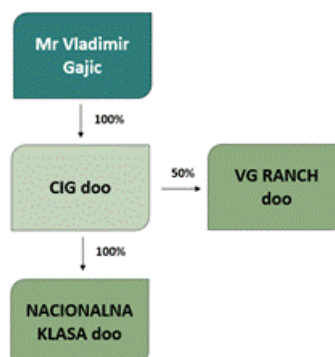 Mr Vladimir
Gajic
100%
CIG doo
50%
VG RANCH
doo
100%
NACIONALNA
KLASA doo